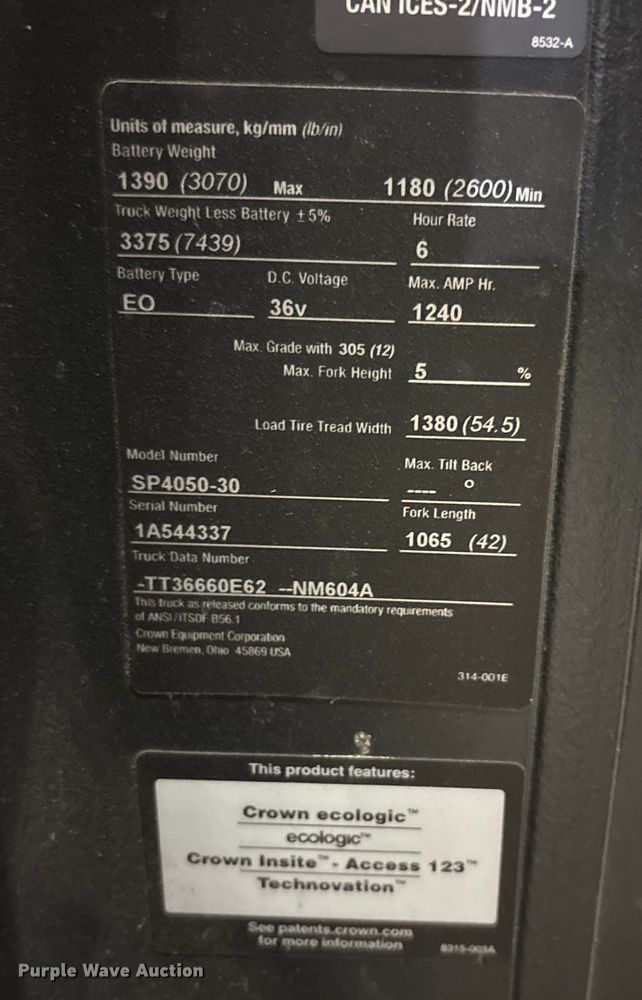 CAN ICES-2/NMB-2
8532-A
Units of measure, kg/mm (lb/in)
Battery Weight
1390 (3070) Max 1180 (2600) Min
Truck Weight Less Battery ±5% Hour Rate
3375 (7439) 6
Battery Type D.C. Voltage Max. AMP Hr.
EO 36v 1240
Max. Grade with 305 (12)
Max. Fork Height 5 %
Load Tire Tread Width 1380 (54.5)
Model Number Max. Tilt Back
SP4050-30 ---- o
Serial Number Fork Length
1A544337 1065 (42)
Truck Data Number
-TT36660E62 --NM604A
This truck as released conforms to the mandatory requirements
of ANSI/ITSDF B56.1
Crown Equipment Corporation
New Bremen, Ohio 45869 USA
314-001E
This product features:
Crown ecologic™
ecologic™
Crown Insite™ - Access 123™
Technovation™
See patents.crown.com
for more information 8315-003A
Purple Wave Auction